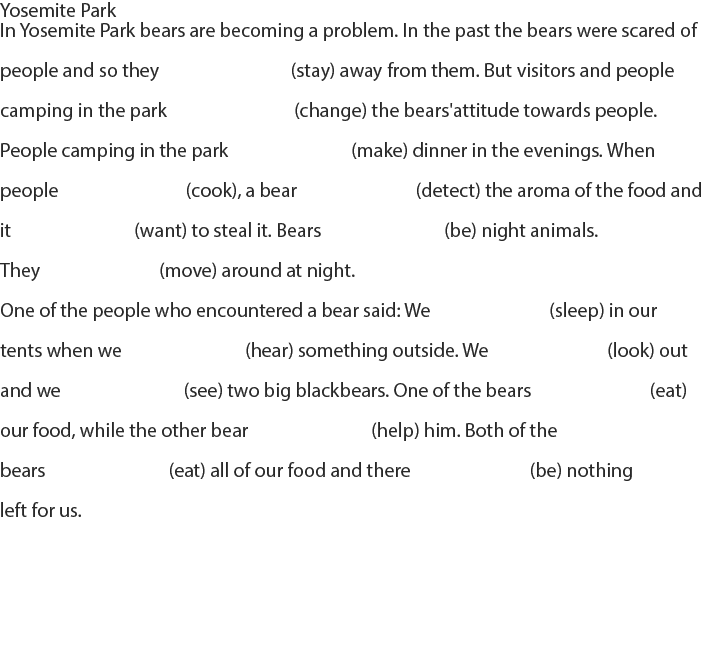 Yosemite Park
In Yosemite Park bears are becoming a problem. In the past the bears were scared of
people and so they (stay) away from them. But visitors and people
camping in the park (change) the bears'attitude towards people.
People camping in the park (make) dinner in the evenings. When
people (cook), a bear (detect) the aroma of the food and
it (want) to steal it. Bears (be) night animals.
They (move) around at night.
One of the people who encountered a bear said: We (sleep) in our
tents when we (hear) something outside. We (look) out
and we (see) two big blackbears. One of the bears (eat)
our food, while the other bear (help) him. Both of the
bears (eat) all of our food and there (be) nothing
left for us.